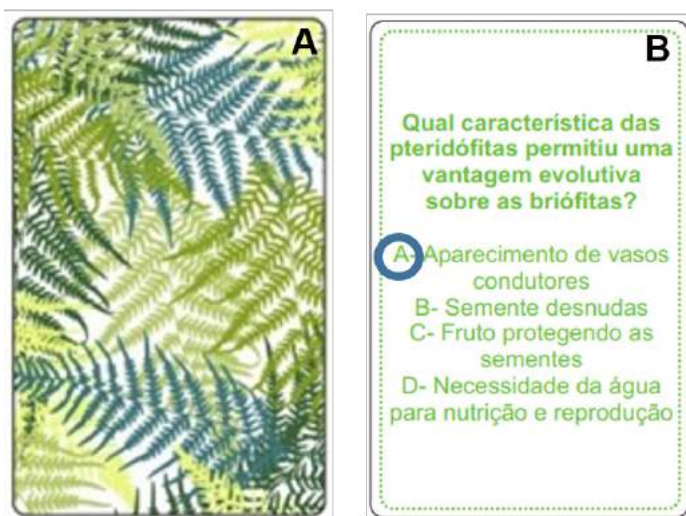 A
B
Qual característica das
pteridófitas permitiu uma
vantagem evolutiva
sobre as briófitas?
A- Aparecimento de vasos
condutores
B- Semente desnudas
C- Fruto protegendo as
sementes
D- Necessidade da água
para nutrição e reprodução